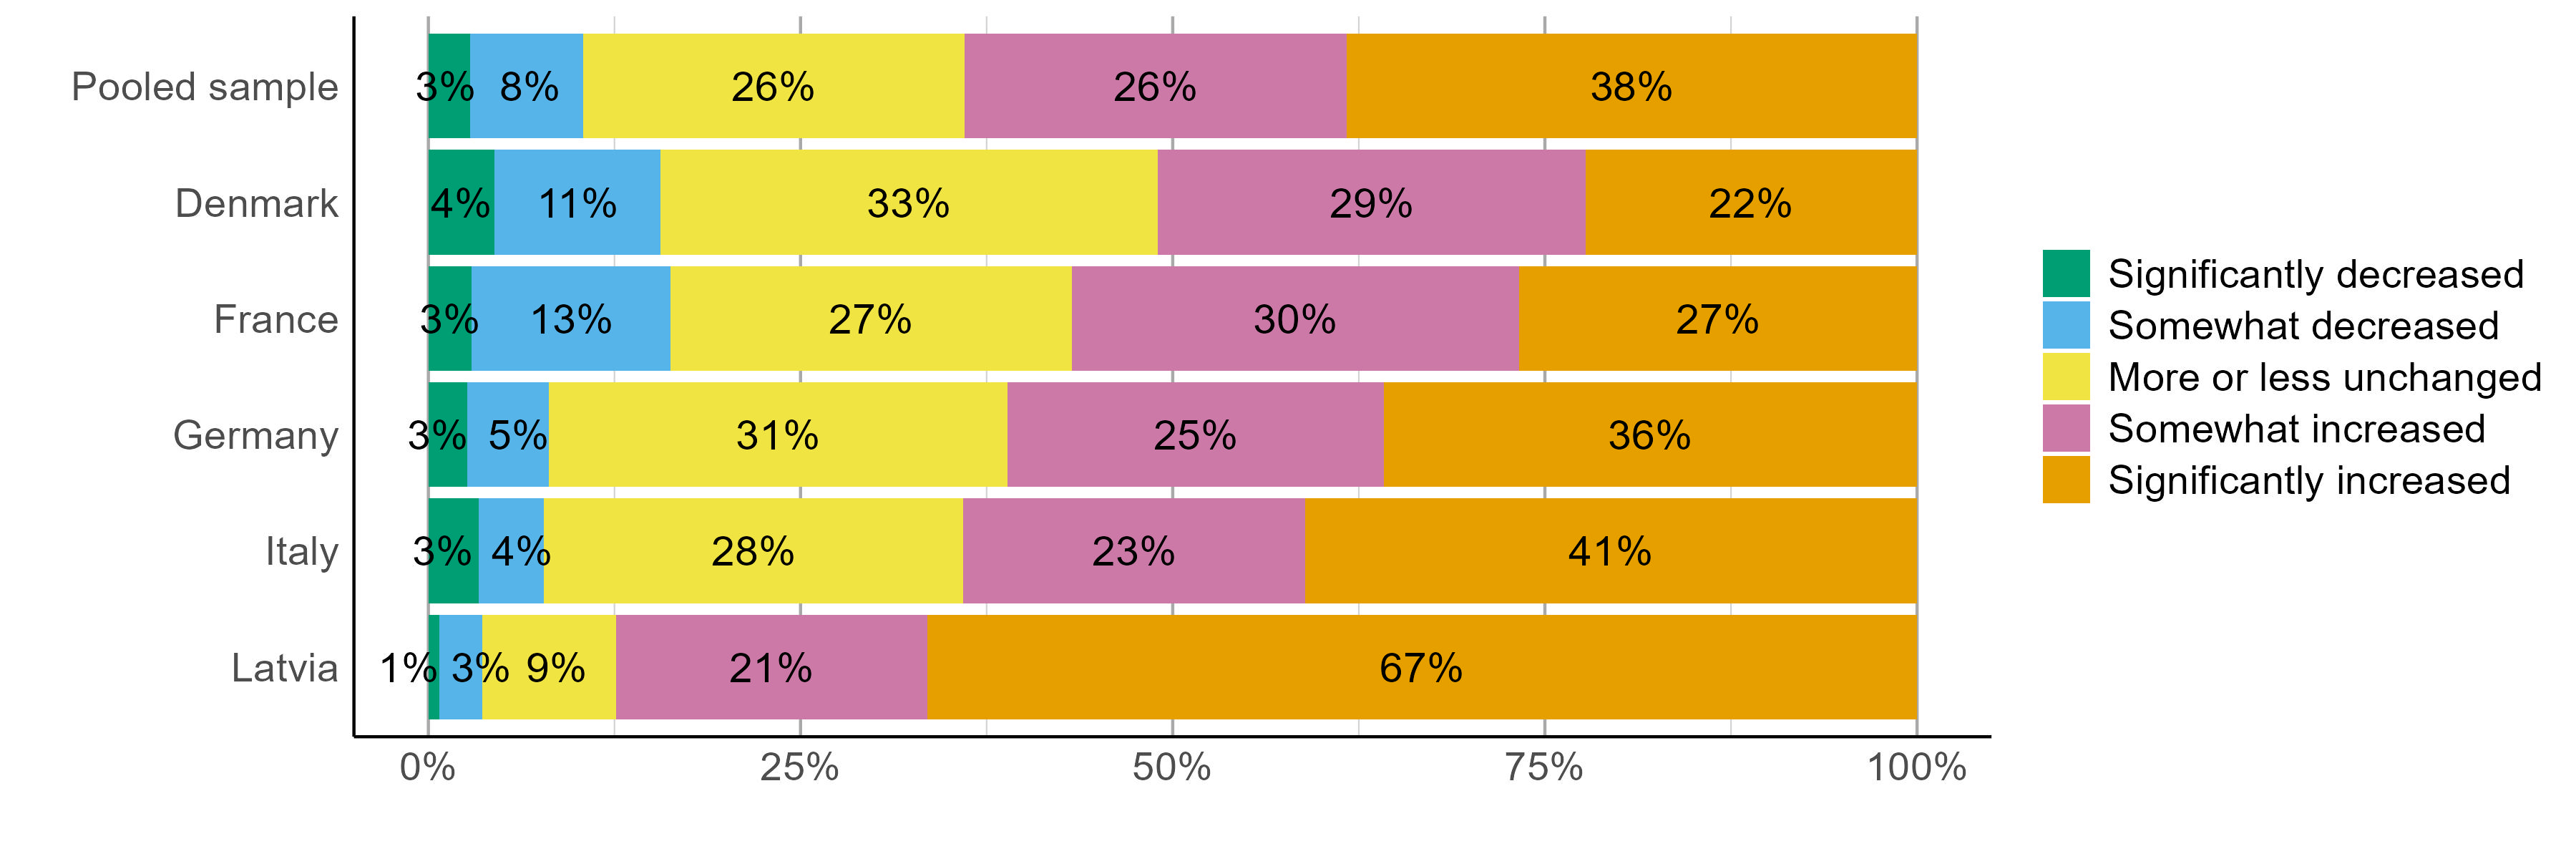 Pooled sample 3% 8% 26% 26% 38%
Denmark 4% 11% 33% 29% 22%
France 3% 13% 27% 30% 27%
Germany 3% 5% 31% 25% 36%
Italy 3% 4% 28% 23% 41%
Latvia 1% 3% 9% 21% 67%
0% 25% 50% 75% 100%
Significantly decreased
Somewhat decreased
More or less unchanged
Somewhat increased
Significantly increased